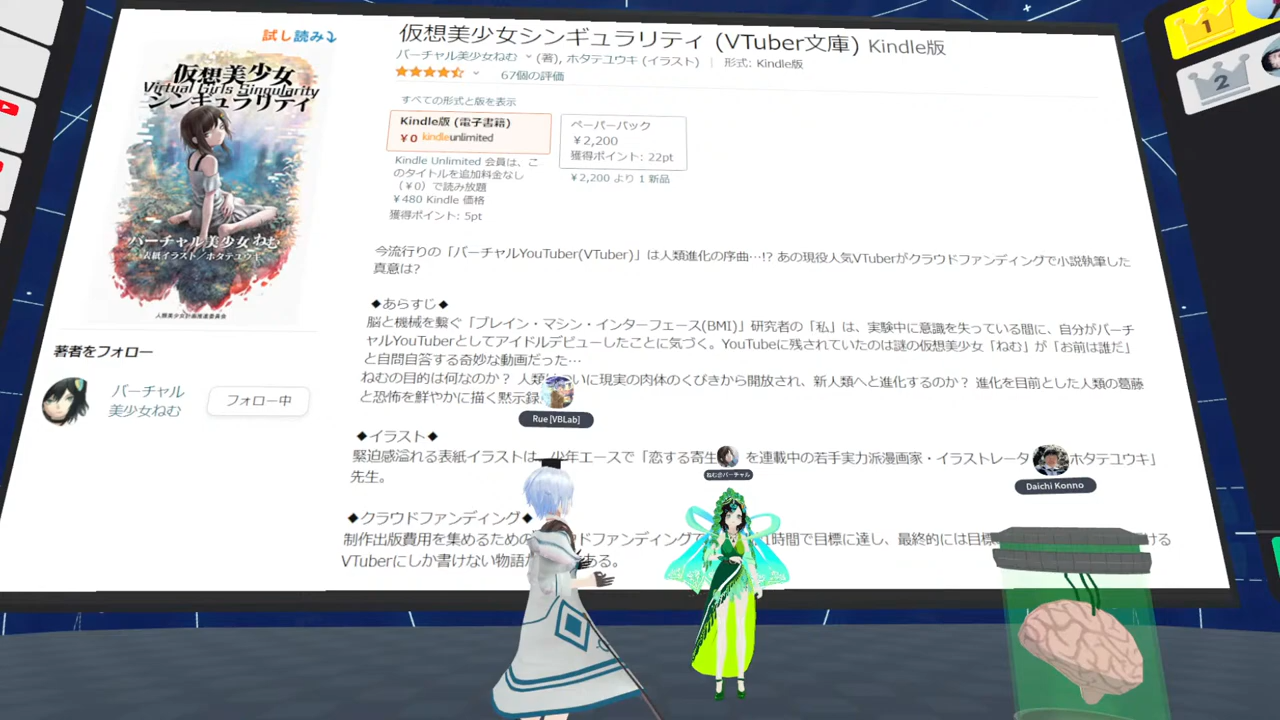 試し読み
仮想美少女
Virtual Girls Singularity
シンギュラリティ
バーチャル美少女ねむ
表紙イラスト/ホタテユウキ
人類美少女計画推進委員会
著者をフォロー
バーチャル
美少女ねむ
フォロー中
仮想美少女シンギュラリティ (VTuber文庫) Kindle版
バーチャル美少女ねむ (著), ホタテユウキ (イラスト) | 形式: Kindle版
67個の評価
すべての形式と版を表示
Kindle版 (電子書籍)
¥0 kindleunlimited
Kindle Unlimited 会員は、こ
のタイトルを追加料金なし
(¥0) で読み放題
¥480 Kindle 価格
獲得ポイント: 5pt
ペーパーバック
¥2,200
獲得ポイント: 22pt
¥2,200 より 1 新品
今流行りの「バーチャルYouTuber(VTuber)」は人類進化の序曲…!? あの現役人気VTuberがクラウドファンディングで小説執筆した
真意は?
◆あらすじ◆
脳と機械を繋ぐ「ブレイン・マシン・インターフェース(BMI)」研究者の「私」は、実験中に意識を失っている間に、自分がバーチ
ャルYouTuberとしてアイドルデビューしたことに気づく。YouTubeに残されていたのは謎の仮想美少女「ねむ」が「お前は誰だ」
と自問自答する奇妙な動画だった…
ねむの目的は何なのか? 人類はついに現実の肉体のくびきから開放され、新人類へと進化するのか? 進化を目前とした人類の葛藤
と恐怖を鮮やかに描く黙示録
Rue [VBLab]
◆イラスト◆
緊迫感溢れる表紙イラストは、少年エースで「恋する寄生 を連載中の若手実力派漫画家・イラストレータ ホタテユウキ」
先生。
ねむ@バーチャル
Daichi Konno
◆クラウドファンディング◆
制作出版費用を集めるための ドファンディングで 1時間で目標に達し、最終的には目標 ける
VTuberにしか書けない物語が ある。
1
2